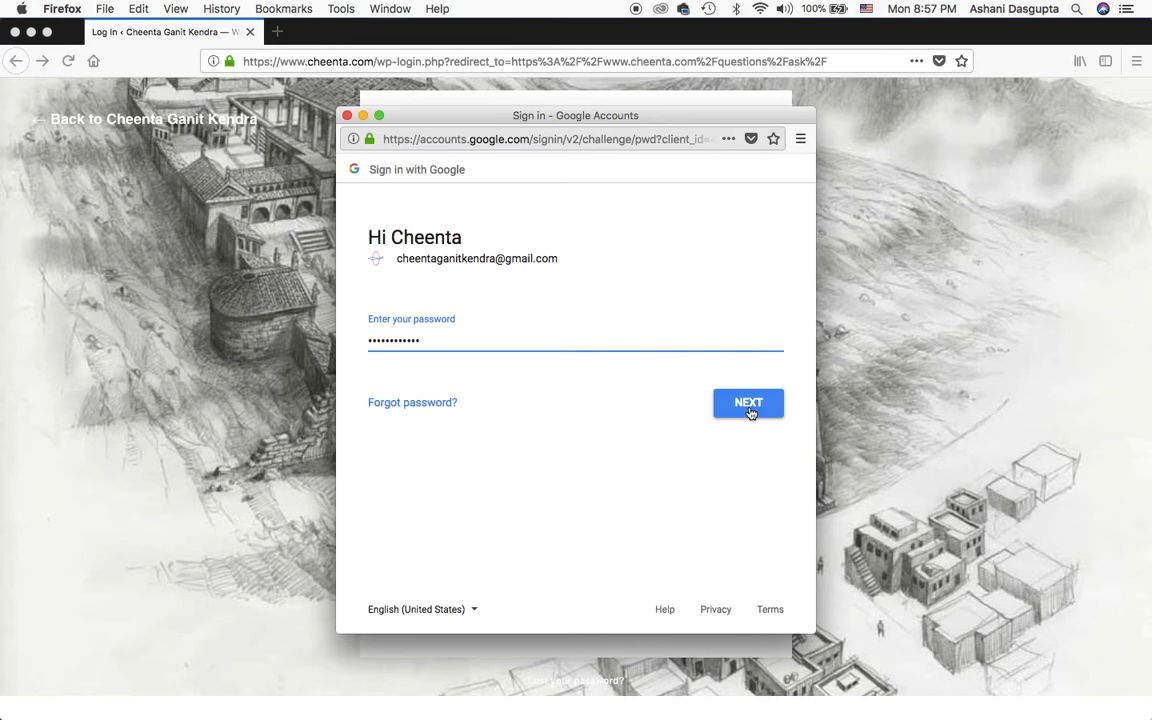 Firefox File Edit View History Bookmarks Tools Window Help 100% Mon 8:57 PM Ashani Dasgupta
Log In ‹ Cheenta Ganit Kendra —
https://www.cheenta.com/wp-login.php?redirect_to=https%3A%2F%2Fwww.cheenta.com%2Fquestions%2Fask%2F
← Back to Cheenta Ganit Kendra
Sign in - Google Accounts
https://accounts.google.com/signin/v2/challenge/pwd?client_id=
Sign in with Google
Hi Cheenta
cheentaganitkendra@gmail.com
Enter your password
••••••••••••
Forgot password?
NEXT
English (United States)
Help Privacy Terms
Lost your password?